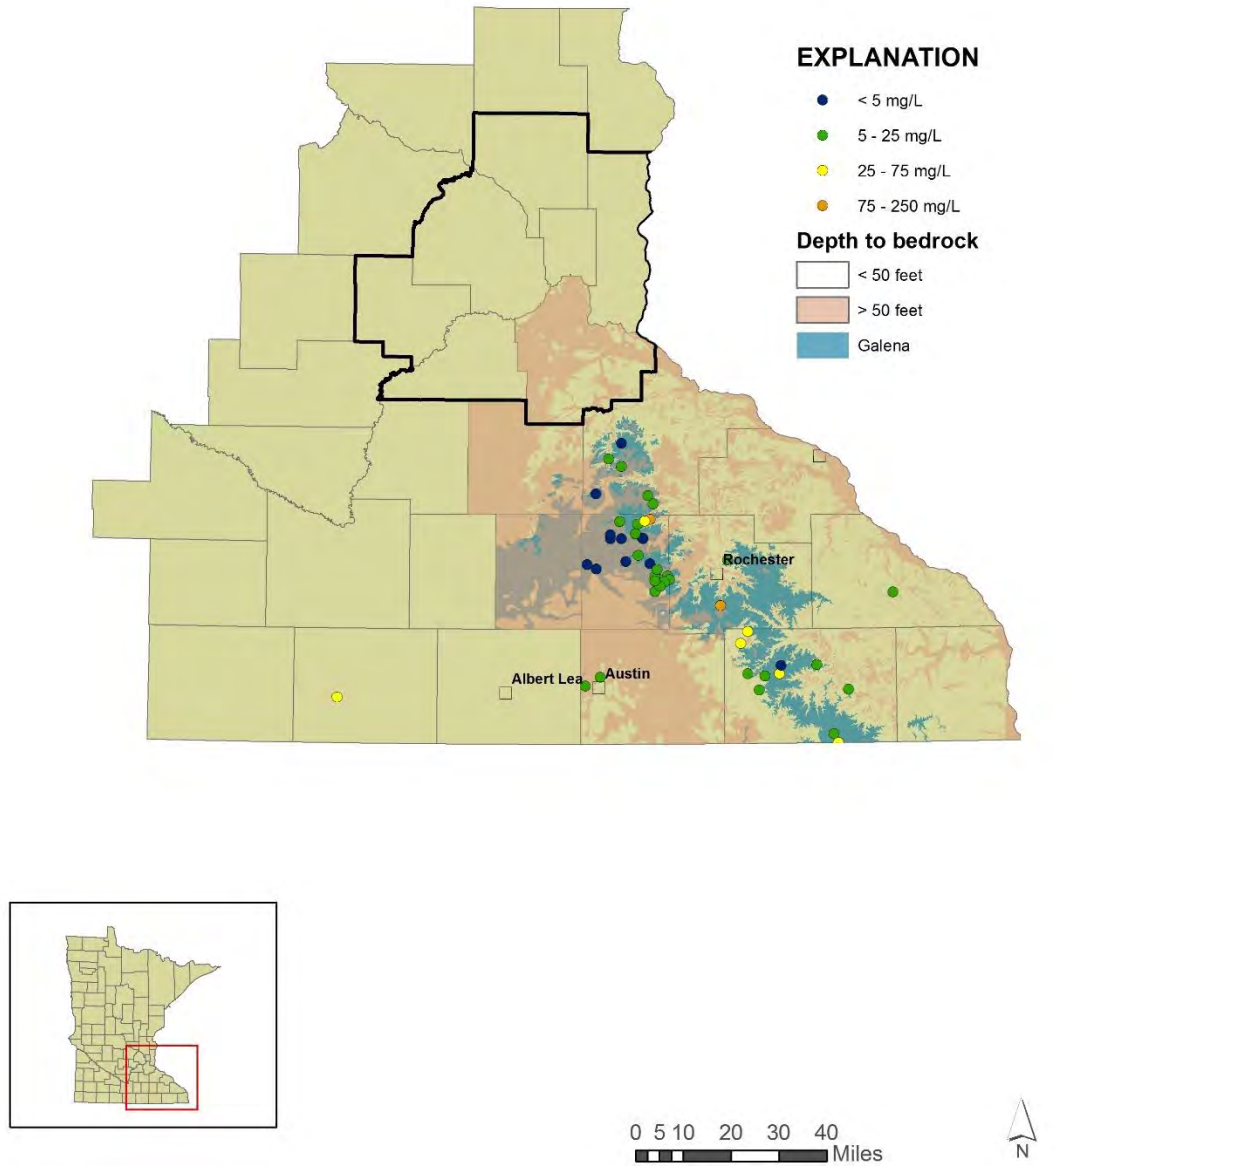 EXPLANATION
< 5 mg/L
5 - 25 mg/L
25 - 75 mg/L
75 - 250 mg/L
Depth to bedrock
< 50 feet
> 50 feet
Galena
Rochester
Albert Lea
Austin
0 5 10 20 30 40
Miles
N